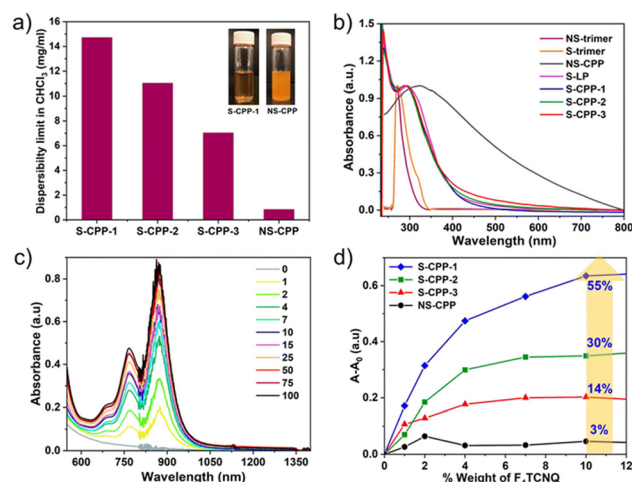 a)
Dispersibility limit in CHCl3 (mg/ml)
16
14
12
10
8
6
4
2
0
S-CPP-1
NS-CPP
S-CPP-1
S-CPP-2
S-CPP-3
NS-CPP
b)
Absorbance (a.u.)
1.5
1.2
0.9
0.6
0.3
0.0
NS-trimer
S-trimer
NS-CPP
S-LP
S-CPP-1
S-CPP-2
S-CPP-3
300
400
500
600
700
800
Wavelength (nm)
c)
Absorbance (a.u)
0.8
0.6
0.4
0.2
0.0
0
1
2
4
7
10
15
25
50
75
100
600
750
900
1050
1200
1350
Wavelength (nm)
d)
A-A0 (a.u)
0.6
0.4
0.2
0.0
S-CPP-1
S-CPP-2
S-CPP-3
NS-CPP
55%
30%
14%
3%
0
2
4
6
8
10
12
% Weight of F4TCNQ